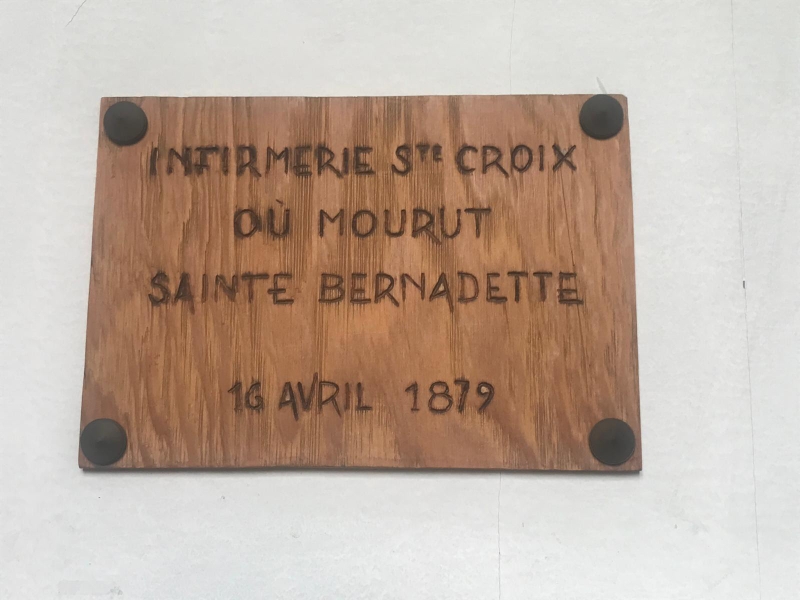 INFIRMERIE STE CROIX
OÙ MOURUT
SAINTE BERNADETTE
16 AVRIL 1879